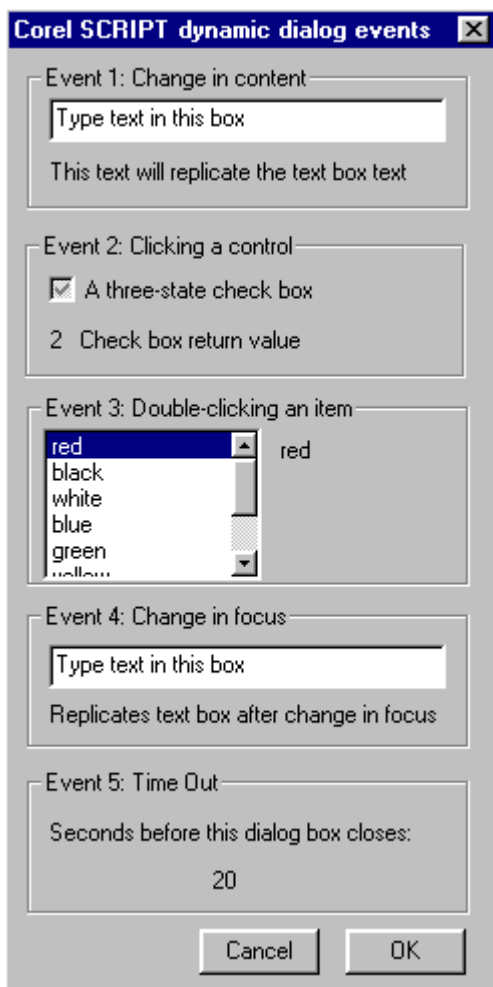 Corel SCRIPT dynamic dialog events
Event 1: Change in content
Type text in this box
This text will replicate the text box text
Event 2: Clicking a control
A three-state check box
2 Check box return value
Event 3: Double-clicking an item
red
red
black
white
blue
green
yellow
Event 4: Change in focus
Type text in this box
Replicates text box after change in focus
Event 5: Time Out
Seconds before this dialog box closes:
20
Cancel OK